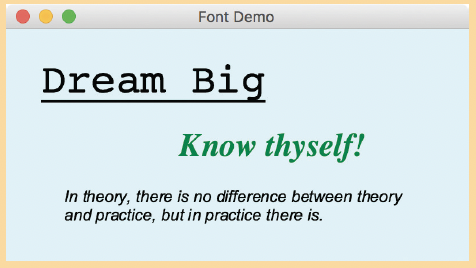 Font Demo
Dream Big
Know thyself!
In theory, there is no difference between theory
and practice, but in practice there is.